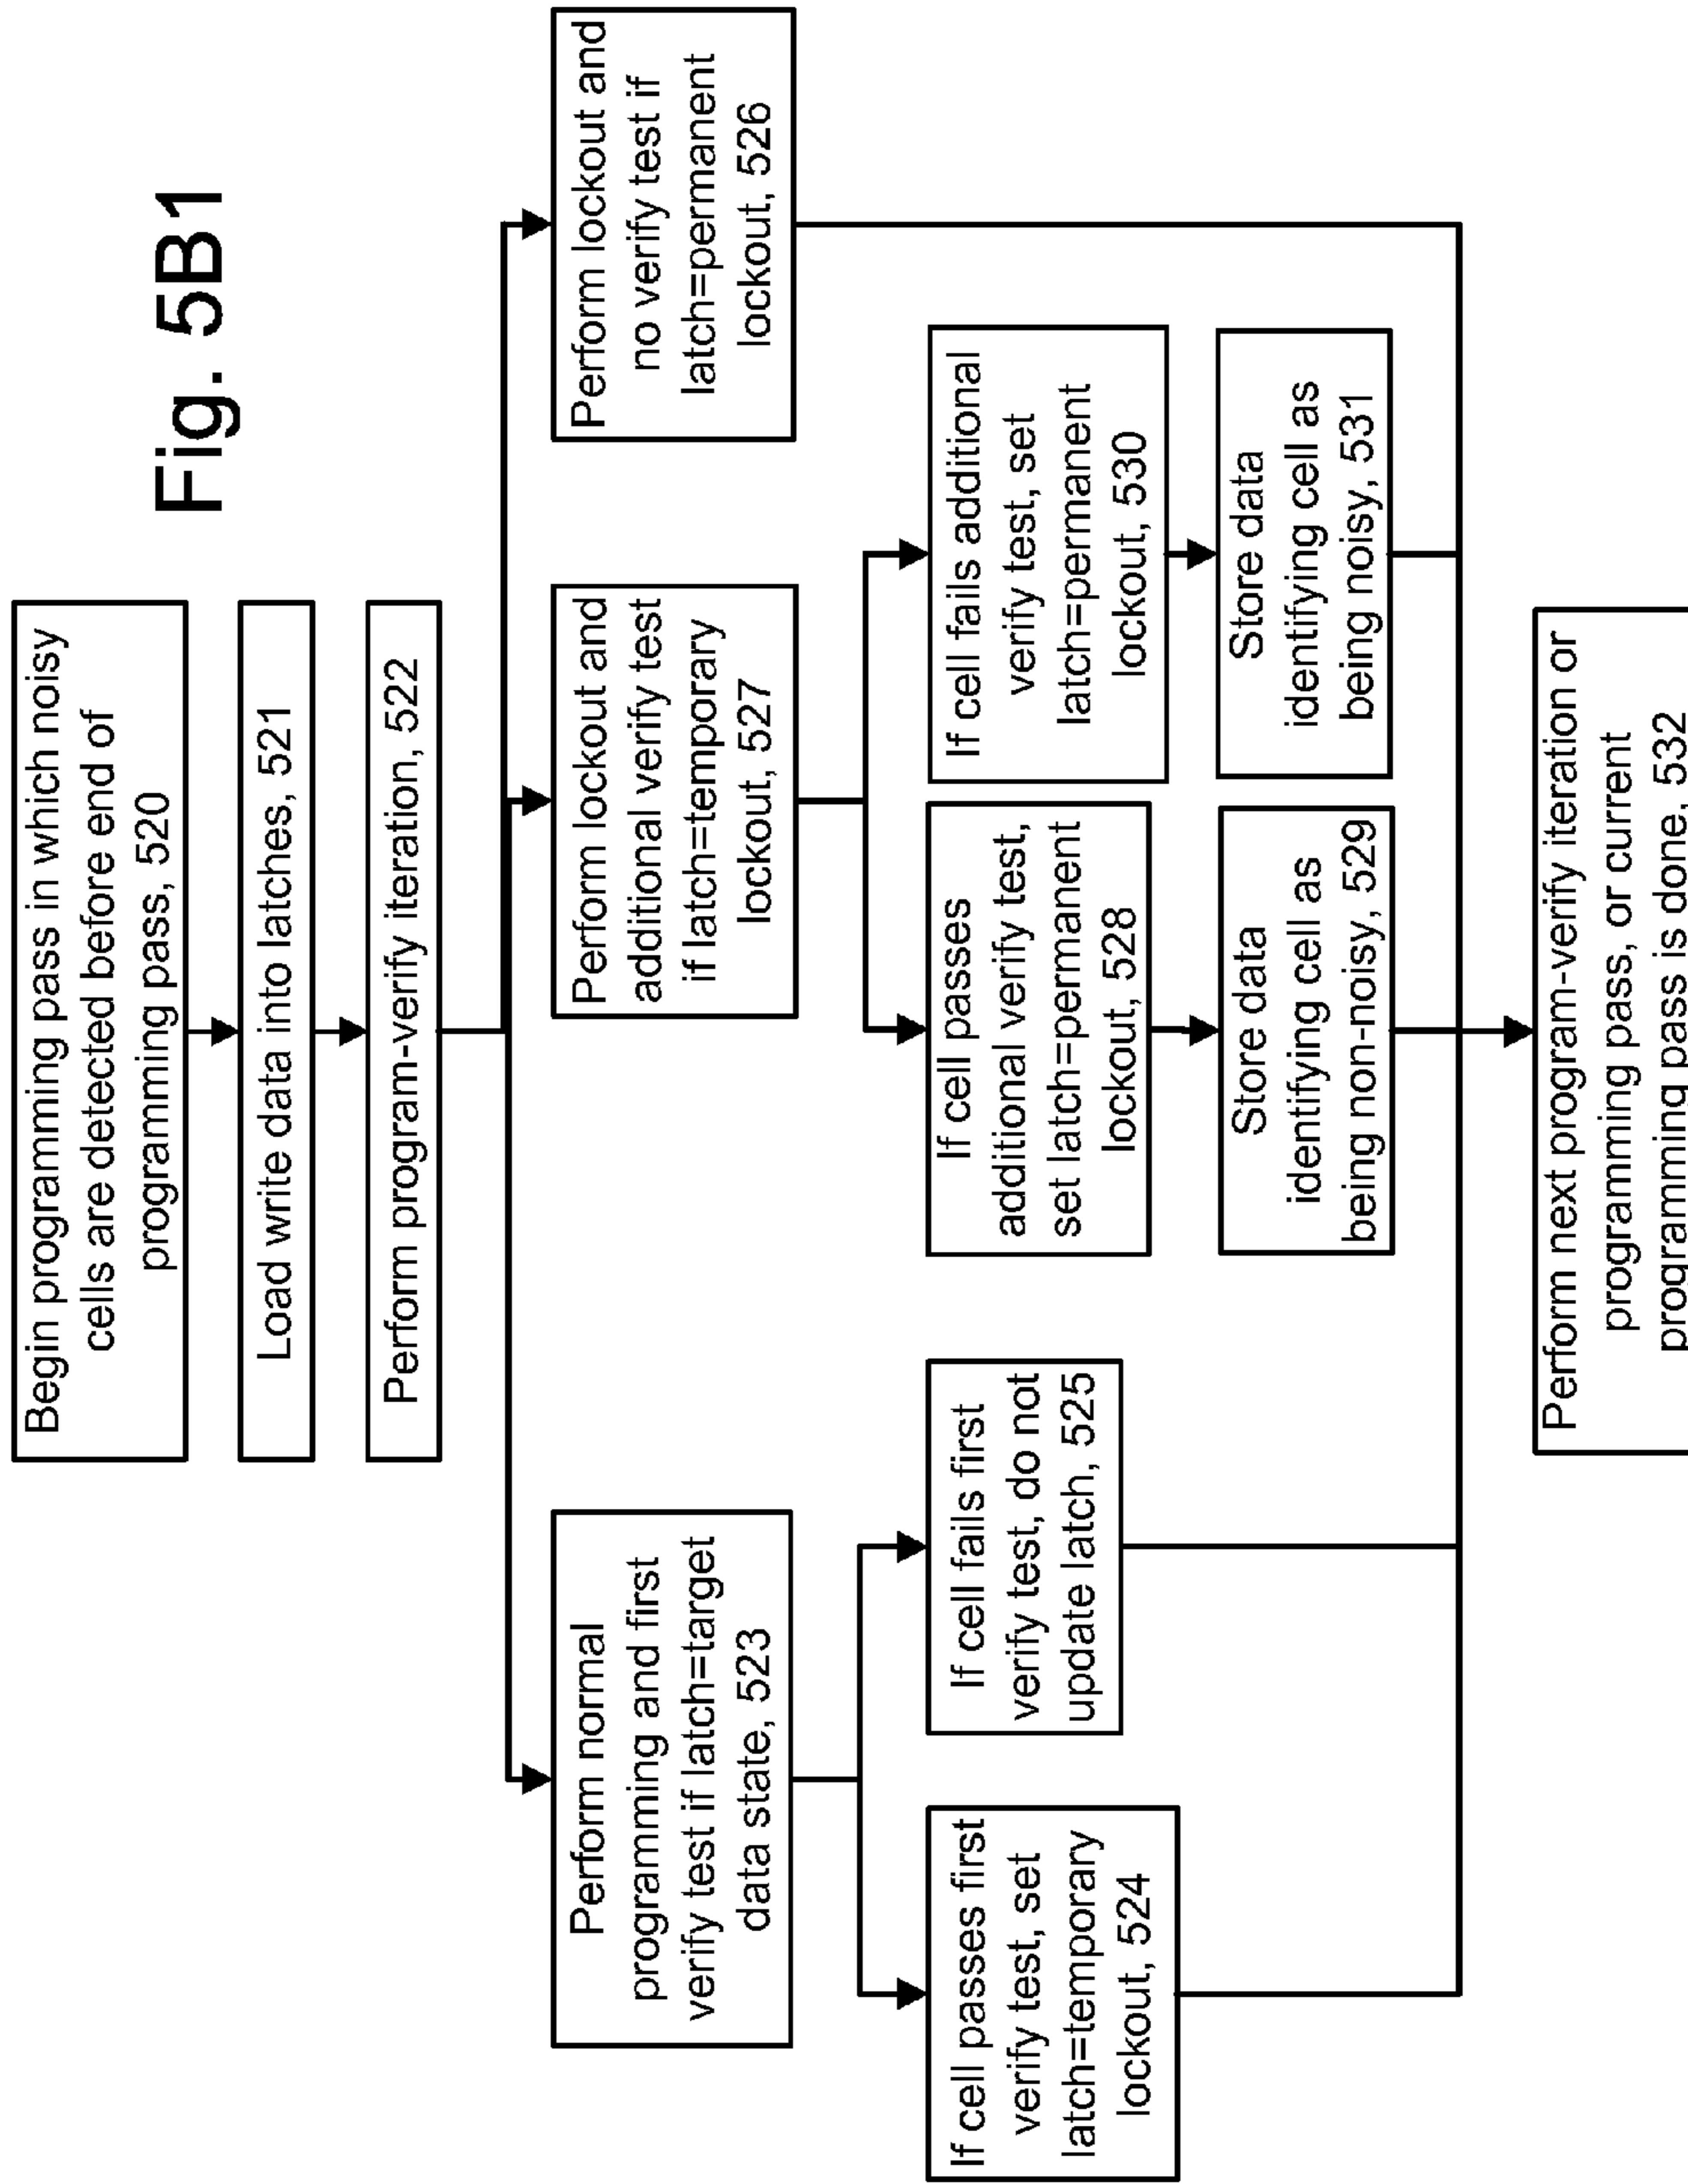 Fig. 5B1
Begin programming pass in which noisy
cells are detected before end of
programming pass, 520
Load write data into latches, 521
Perform program-verify iteration, 522
Perform normal
programming and first
verify test if latch=target
data state, 523
Perform lockout and
additional verify test
if latch=temporary
lockout, 527
Perform lockout and
no verify test if
latch=permanent
lockout, 526
If cell passes first
verify test, set
latch=temporary
lockout, 524
If cell fails first
verify test, do not
update latch, 525
If cell passes
additional verify test,
set latch=permanent
lockout, 528
If cell fails additional
verify test, set
latch=permanent
lockout, 530
Store data
identifying cell as
being non-noisy, 529
Store data
identifying cell as
being noisy, 531
Perform next program-verify iteration or
programming pass, or current
programming pass is done, 532